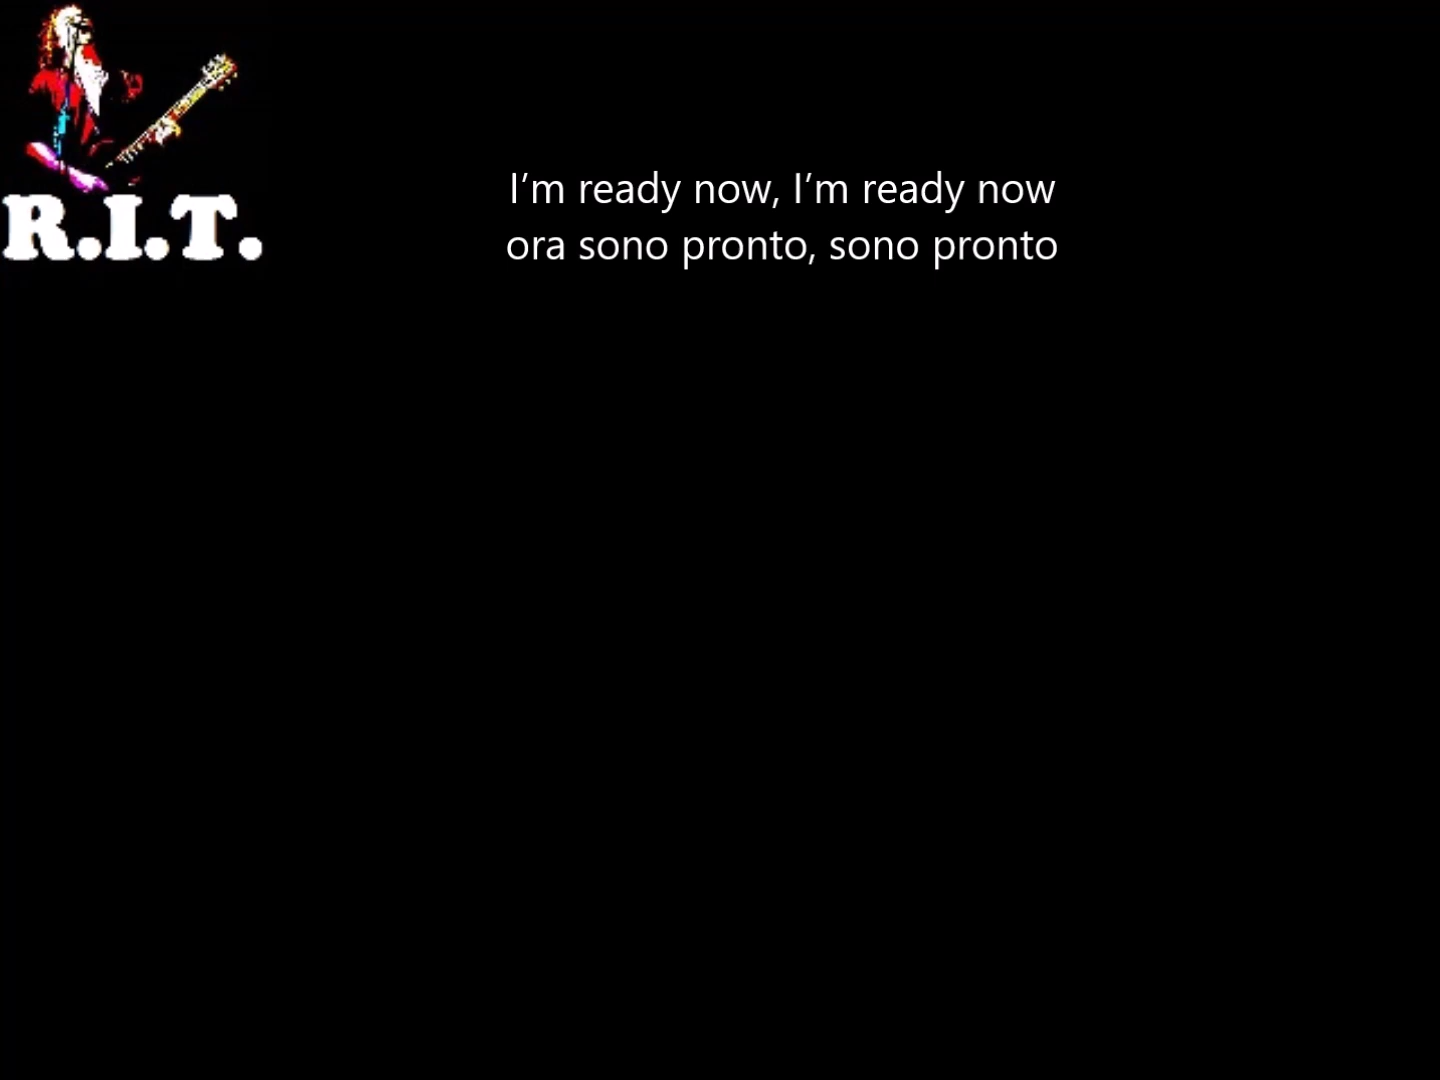 R.I.T.
I’m ready now, I’m ready now
ora sono pronto, sono pronto